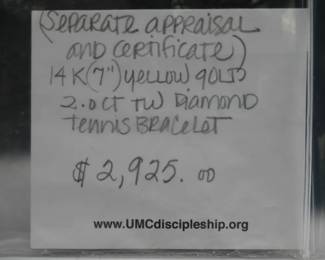 (Separate appraisal
and certificate)
14K (7") yellow gold
2.0 CT TW Diamond
Tennis Bracelet
$2,925.00
www.UMCdiscipleship.org